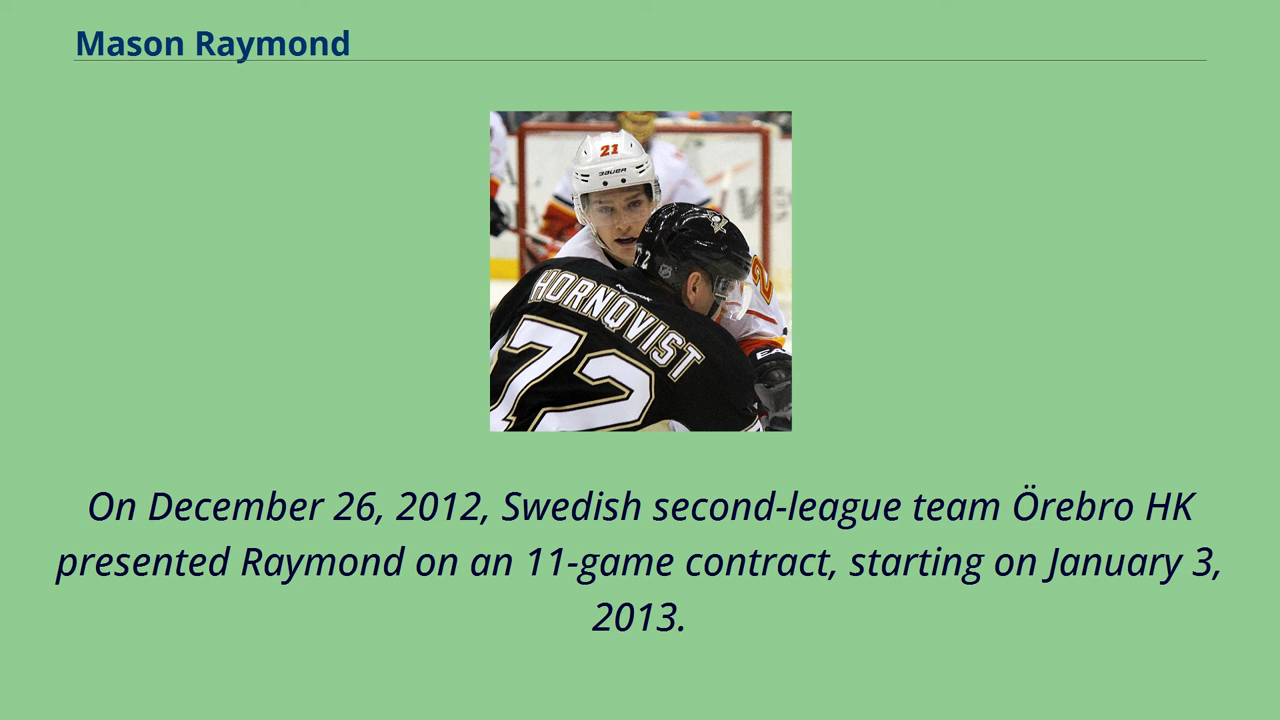 Mason Raymond
21
BAUER
HORNQVIST
72
On December 26, 2012, Swedish second-league team Örebro HK
presented Raymond on an 11-game contract, starting on January 3,
2013.